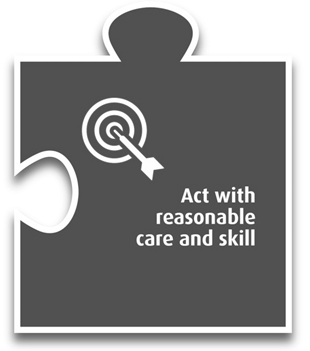 Act with
reasonable
care and skill